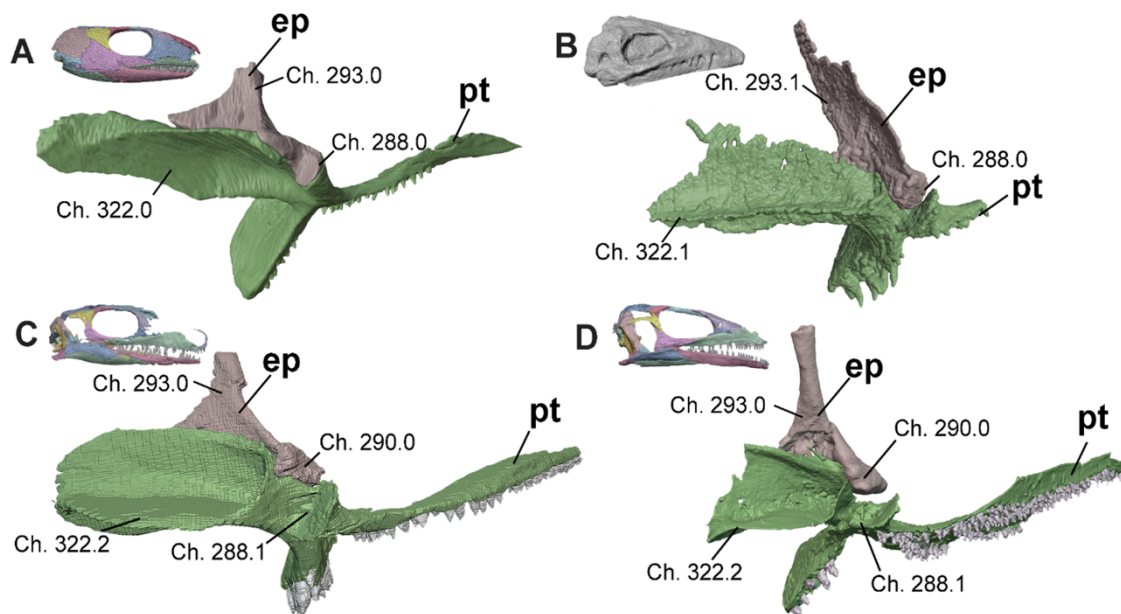 A
ep
Ch. 293.0
pt
Ch. 288.0
Ch. 322.0
B
Ch. 293.1
ep
Ch. 288.0
pt
Ch. 322.1
C
Ch. 293.0
ep
pt
Ch. 290.0
Ch. 322.2
Ch. 288.1
D
ep
Ch. 293.0
pt
Ch. 290.0
Ch. 322.2
Ch. 288.1